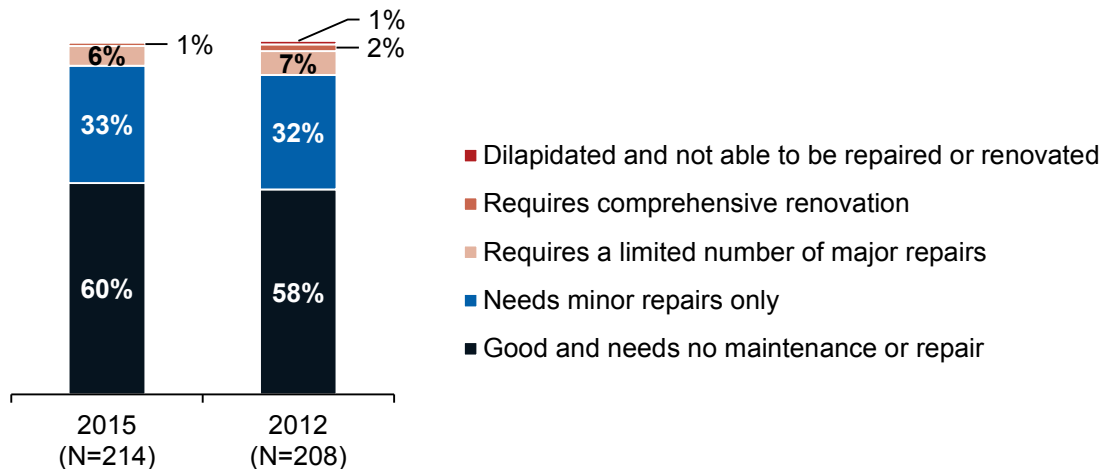 1%
1%
2%
6%
7%
33%
32%
60%
58%
2015
(N=214)
2012
(N=208)
Dilapidated and not able to be repaired or renovated
Requires comprehensive renovation
Requires a limited number of major repairs
Needs minor repairs only
Good and needs no maintenance or repair